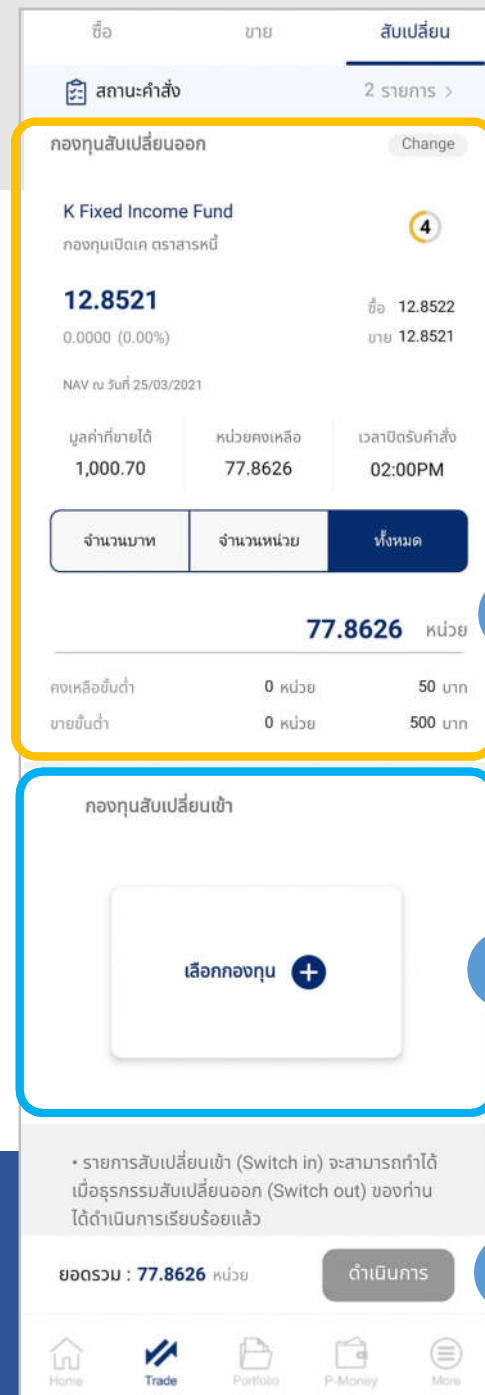 ซื้อ ขาย สับเปลี่ยน
สถานะคำสั่ง 2 รายการ >
กองทุนสับเปลี่ยนออก Change
K Fixed Income Fund 4
กองทุนเปิดเค ตราสารหนี้
12.8521 ซื้อ 12.8522
0.0000 (0.00%) ขาย 12.8521
NAV ณ วันที่ 25/03/2021
มูลค่าที่ขายได้ หน่วยคงเหลือ เวลาปิดรับคำสั่ง
1,000.70 77.8626 02:00PM
จำนวนบาท จำนวนหน่วย ทั้งหมด
77.8626 หน่วย
คงเหลือขั้นต่ำ 0 หน่วย 50 บาท
ขายขั้นต่ำ 0 หน่วย 500 บาท
กองทุนสับเปลี่ยนเข้า
เลือกกองทุน +
• รายการสับเปลี่ยนเข้า (Switch in) จะสามารถทำได้
เมื่อธุรกรรมสับเปลี่ยนออก (Switch out) ของท่าน
ได้ดำเนินการเรียบร้อยแล้ว
ยอดรวม : 77.8626 หน่วย ดำเนินการ
Home Trade Portfolio P-Money More